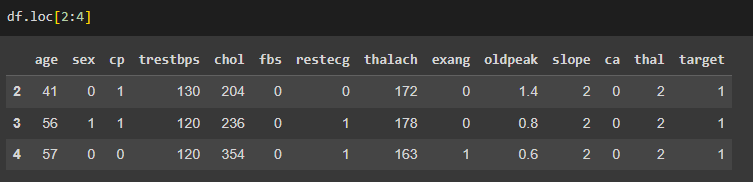 df.loc[2:4]
age sex cp trestbps chol fbs restecg thalach exang oldpeak slope ca thal target
2 41 0 1 130 204 0 0 172 0 1.4 2 0 2 1
3 56 1 1 120 236 0 1 178 0 0.8 2 0 2 1
4 57 0 0 120 354 0 1 163 1 0.6 2 0 2 1